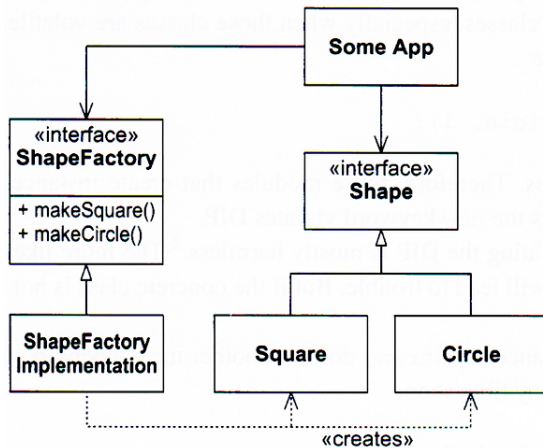 Some App
«interface»
ShapeFactory
+ makeSquare()
+ makeCircle()
«interface»
Shape
ShapeFactory
Implementation
Square
Circle
«creates»